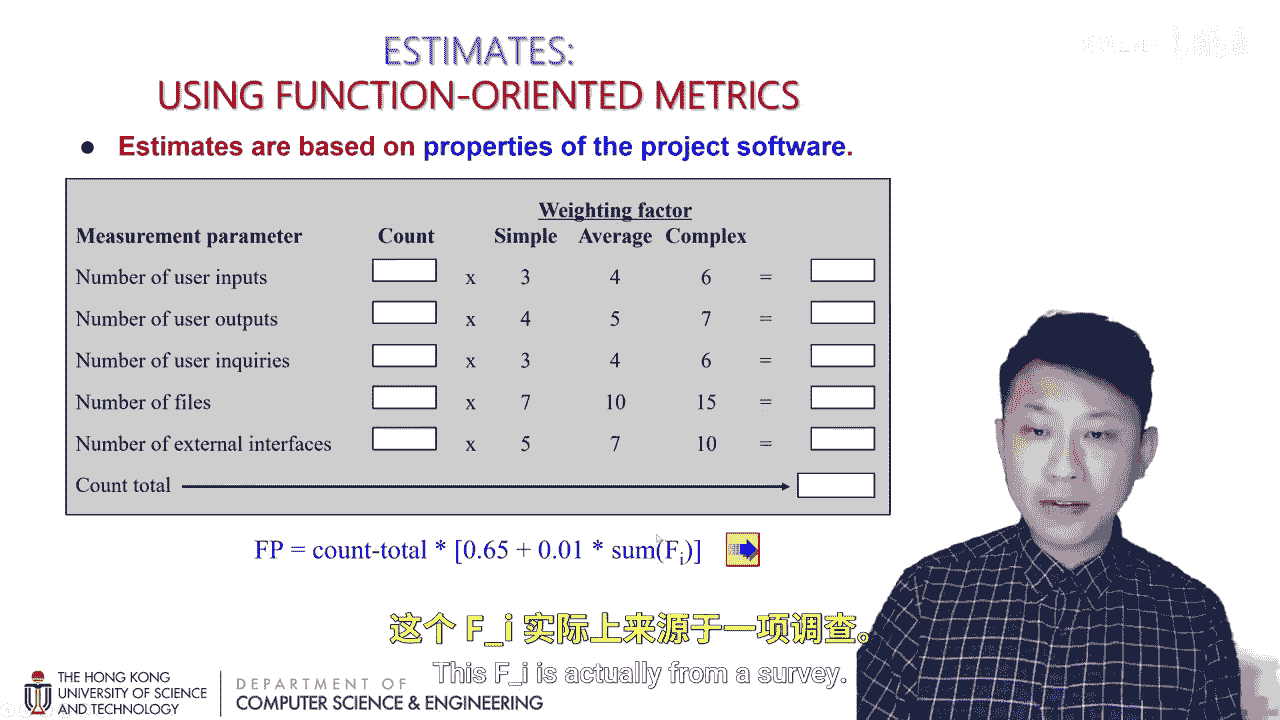 ESTIMATES:
USING FUNCTION-ORIENTED METRICS
● Estimates are based on properties of the project software.
Weighting factor
Measurement parameter Count Simple Average Complex
Number of user inputs x 3 4 6 =
Number of user outputs x 4 5 7 =
Number of user inquiries x 3 4 6 =
Number of files x 7 10 15 =
Number of external interfaces x 5 7 10 =
Count total
FP = count-total * [0.65 + 0.01 * sum(Fi)]
这个 F_i 实际上来源于一项调查。
This F_i is actually from a survey.
THE HONG KONG
UNIVERSITY OF SCIENCE
AND TECHNOLOGY
DEPARTMENT OF
COMPUTER SCIENCE & ENGINEERING